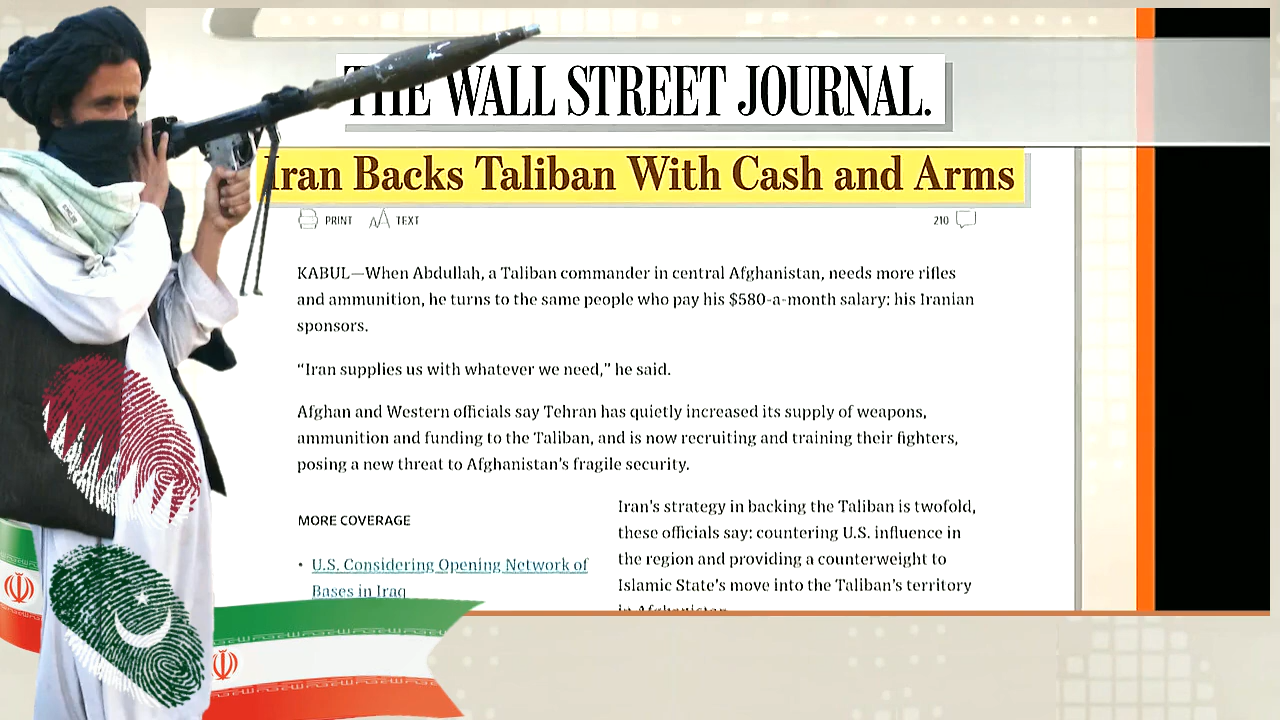 THE WALL STREET JOURNAL.
Iran Backs Taliban With Cash and Arms
PRINT TEXT 210
KABUL—When Abdullah, a Taliban commander in central Afghanistan, needs more rifles
and ammunition, he turns to the same people who pay his $580-a-month salary: his Iranian
sponsors.
“Iran supplies us with whatever we need,” he said.
Afghan and Western officials say Tehran has quietly increased its supply of weapons,
ammunition and funding to the Taliban, and is now recruiting and training their fighters,
posing a new threat to Afghanistan’s fragile security.
MORE COVERAGE
• U.S. Considering Opening Network of
Bases in Iraq
Iran’s strategy in backing the Taliban is twofold,
these officials say: countering U.S. influence in
the region and providing a counterweight to
Islamic State’s move into the Taliban’s territory
in Afghanistan